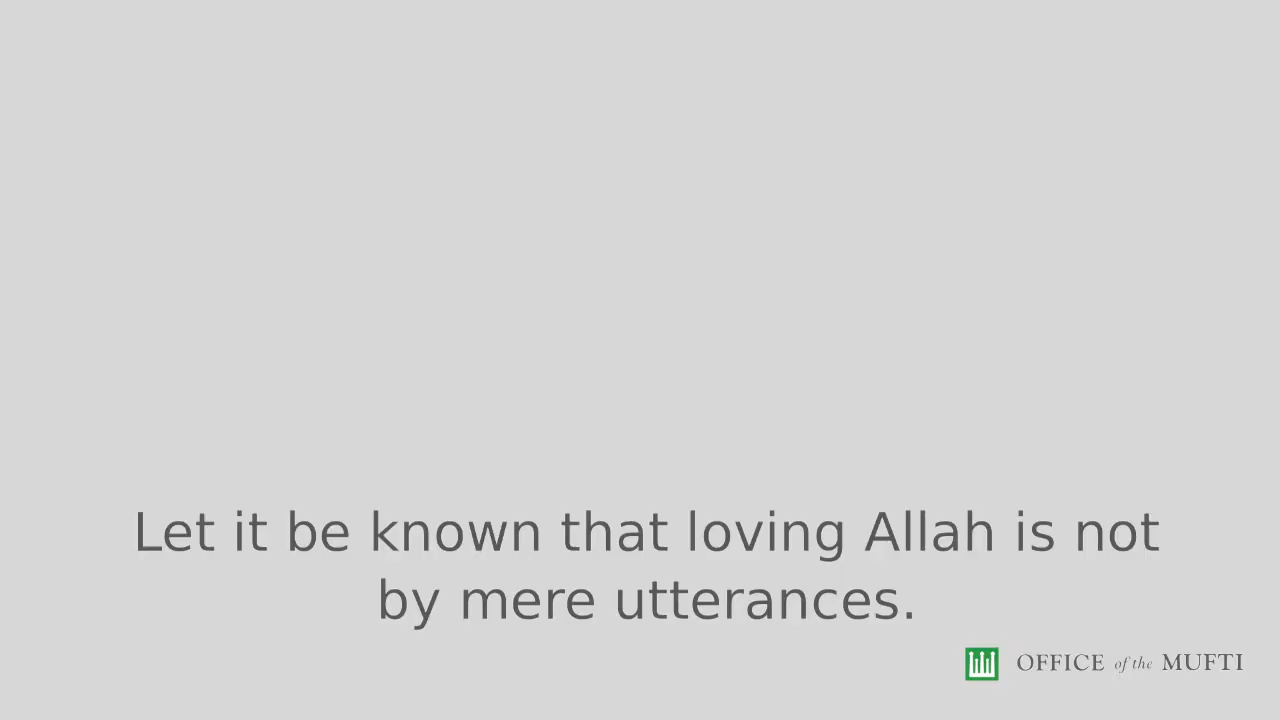 Let it be known that loving Allah is not
by mere utterances.
OFFICE of the MUFTI